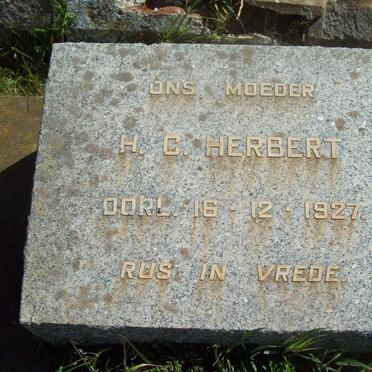 ONS MOEDER
H. C. HERBERT
OORL. 16 - 12 - 1927.
RUS IN VREDE.